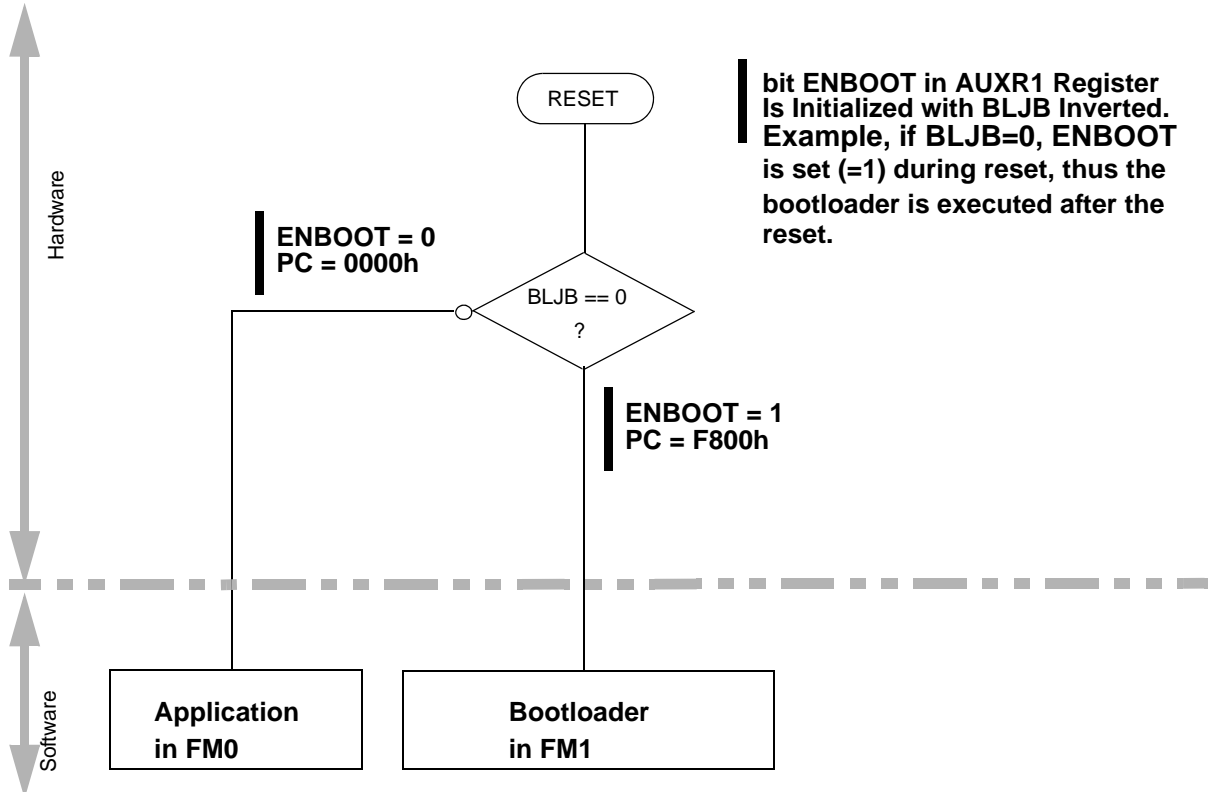 RESET
bit ENBOOT in AUXR1 Register
Is Initialized with BLJB Inverted.
Example, if BLJB=0, ENBOOT
is set (=1) during reset, thus the
bootloader is executed after the
reset.
Hardware
ENBOOT = 0
PC = 0000h
BLJB == 0
?
ENBOOT = 1
PC = F800h
Software
Application
in FM0
Bootloader
in FM1